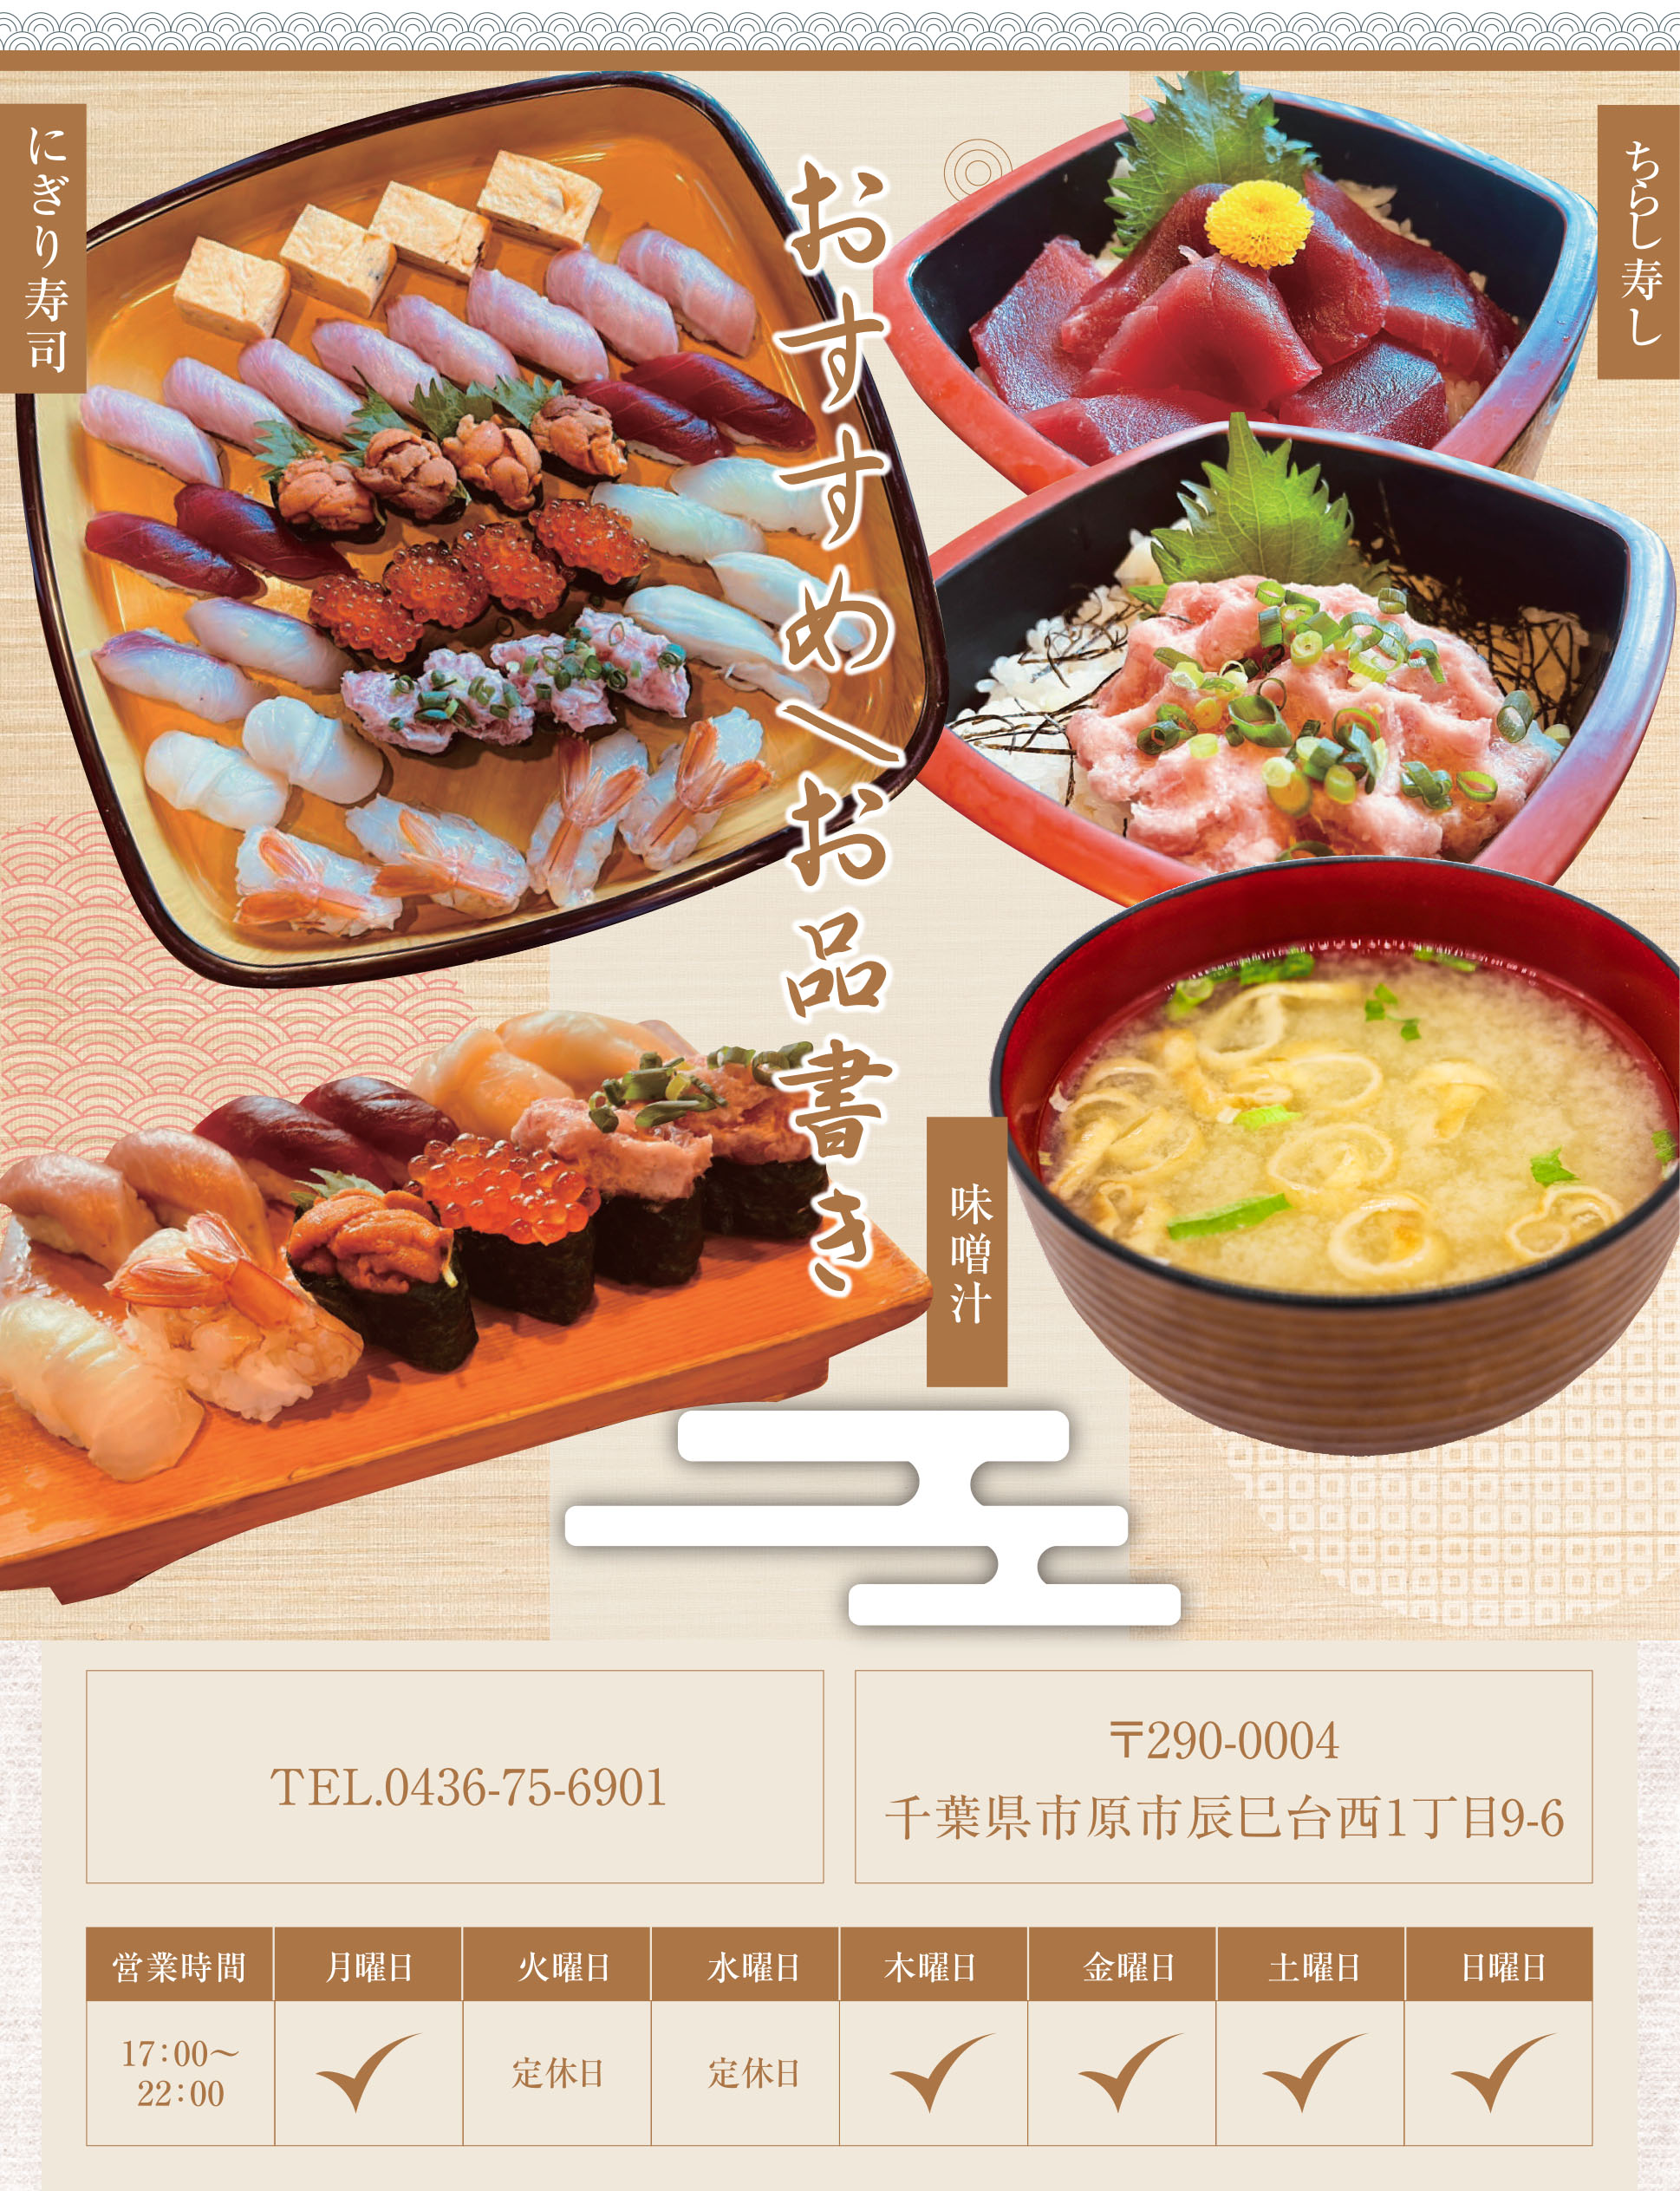 にぎり寿司
ちらし寿し
おすすめ〵お品書き
味噌汁
TEL.0436-75-6901
〒290-0004
千葉県市原市辰巳台西1丁目9-6
営業時間 月曜日 火曜日 水曜日 木曜日 金曜日 土曜日 日曜日
17：00〜
22：00
定休日 定休日